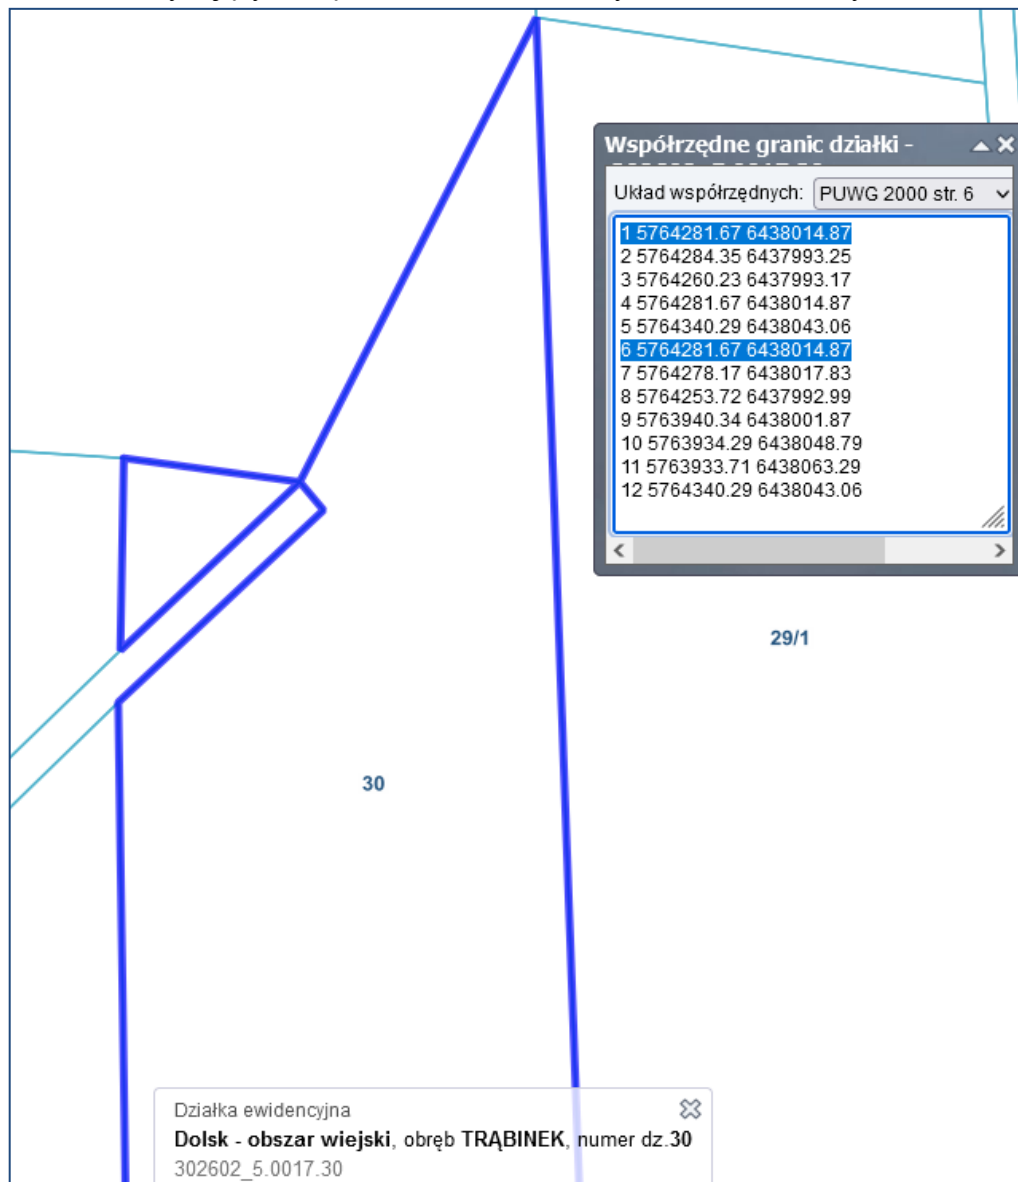 Współrzędne granic działki -
Układ współrzędnych: PUWG 2000 str. 6
1 5764281.67 6438014.87
2 5764284.35 6437993.25
3 5764260.23 6437993.17
4 5764281.67 6438014.87
5 5764340.29 6438043.06
6 5764281.67 6438014.87
7 5764278.17 6438017.83
8 5764253.72 6437992.99
9 5763940.34 6438001.87
10 5763934.29 6438048.79
11 5763933.71 6438063.29
12 5764340.29 6438043.06
29/1
30
Działka ewidencyjna
Dolsk - obszar wiejski, obręb TRĄBINEK, numer dz.30
302602_5.0017.30